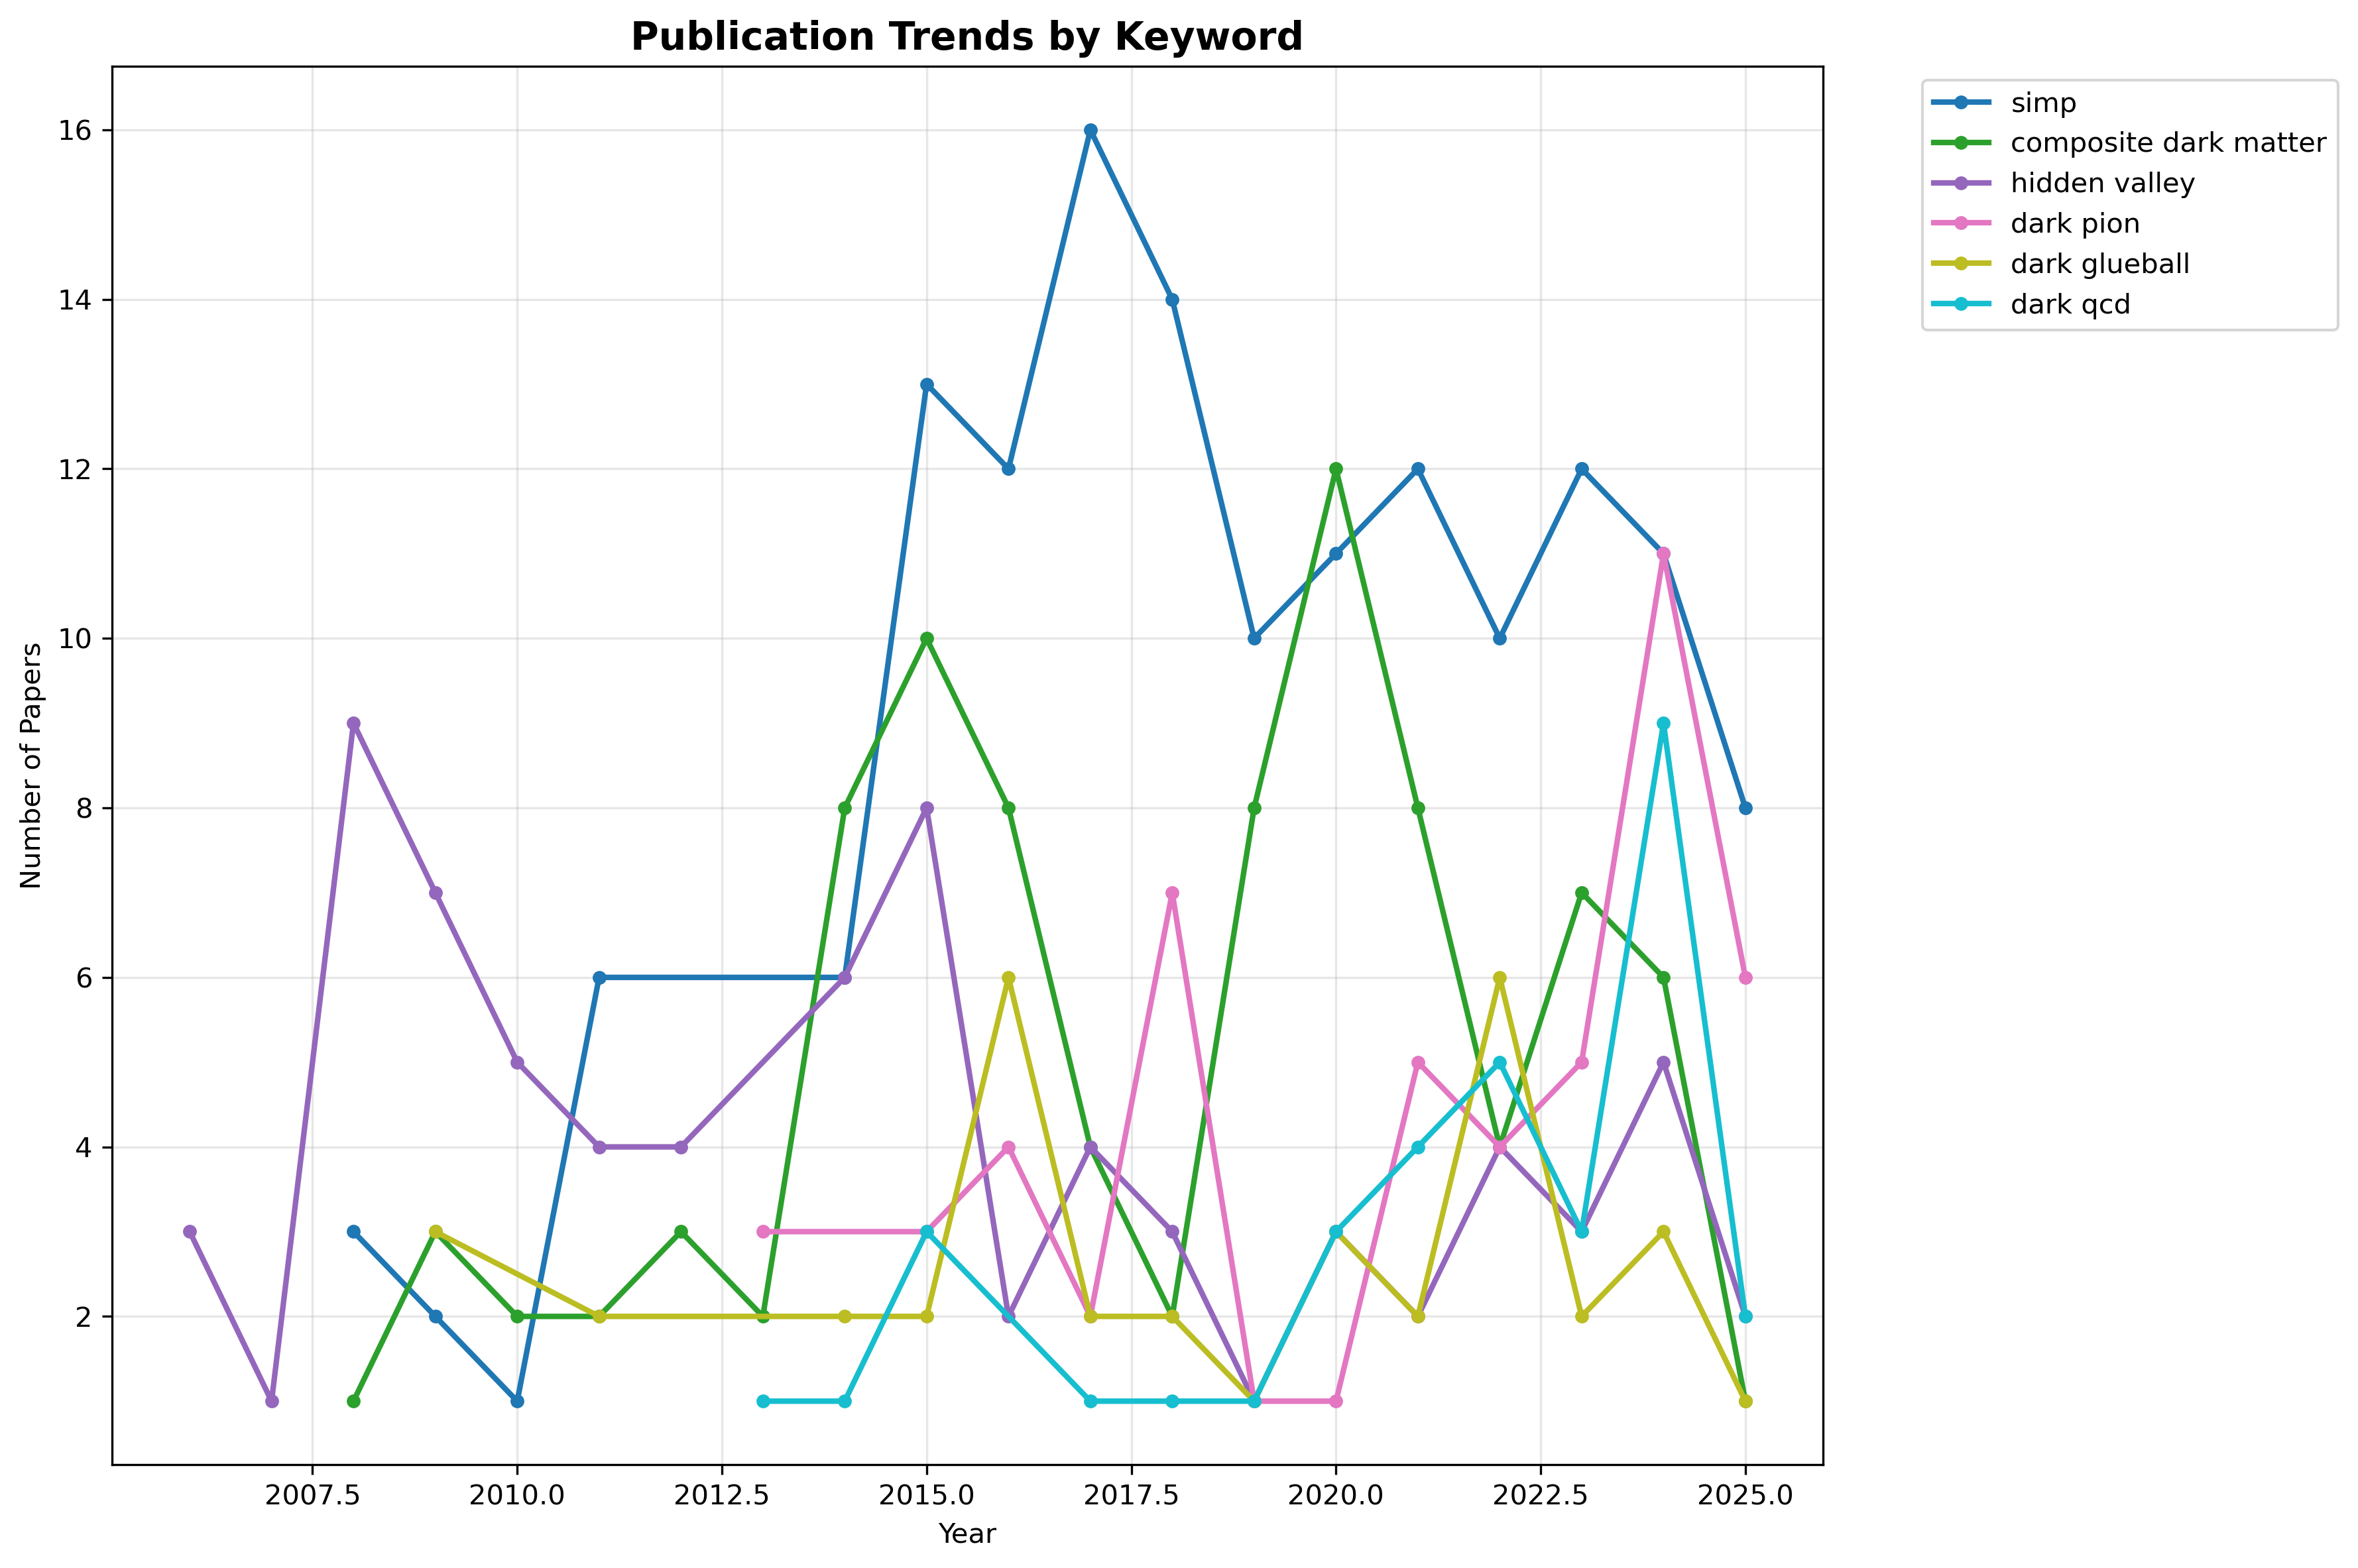 Publication Trends by Keyword
simp
composite dark matter
hidden valley
dark pion
dark glueball
dark qcd
Number of Papers
16
14
12
10
8
6
4
2
2007.5 2010.0 2012.5 2015.0 2017.5 2020.0 2022.5 2025.0
Year